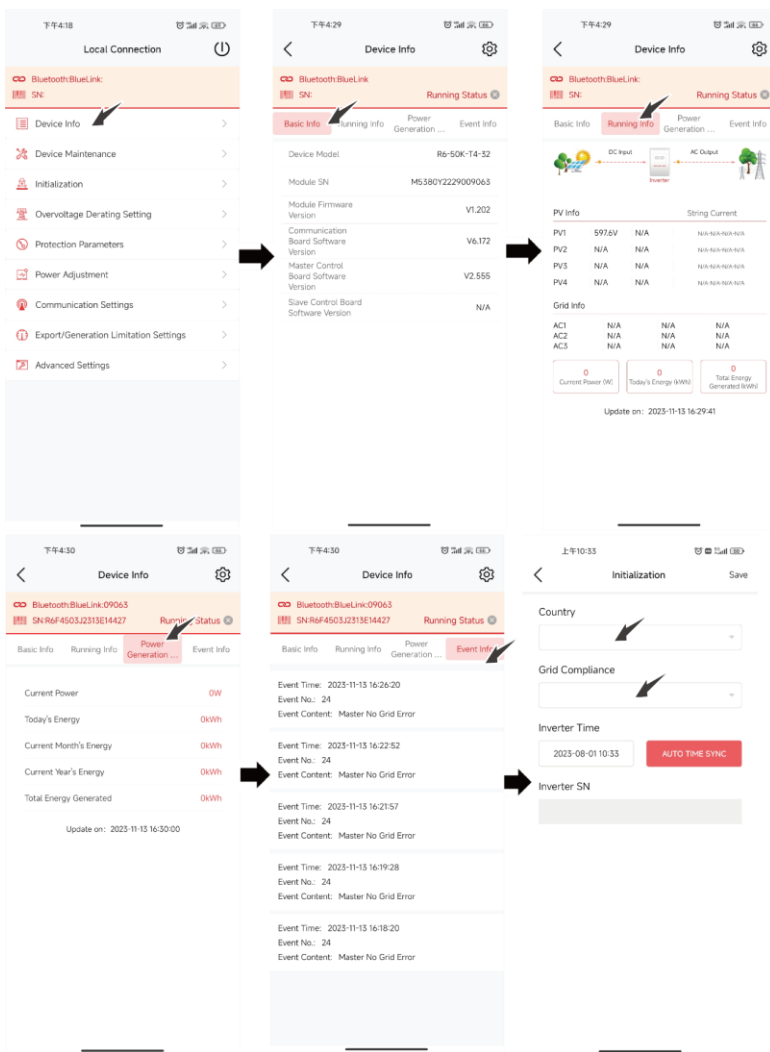 下午4:18
Local Connection
Bluetooth:BlueLink:
SN:
Device Info
Device Maintenance
Initialization
Overvoltage Derating Setting
Protection Parameters
Power Adjustment
Communication Settings
Export/Generation Limitation Settings
Advanced Settings
下午4:29
Device Info
Bluetooth:BlueLink
SN: Running Status
Basic Info Running Info Power Generation ... Event Info
Device Model R6-50K-T4-32
Module SN M5380Y2229009063
Module Firmware
Version V1.202
Communication
Board Software V6.172
Version
Master Control
Board Software V2.555
Version
Slave Control Board
Software Version N/A
下午4:29
Device Info
Bluetooth:BlueLink:
SN: Running Status
Basic Info Running Info Power Generation ... Event Info
DC Input AC Output
Inverter
PV Info String Current
PV1 597.6V N/A N/A-N/A-N/A-N/A
PV2 N/A N/A N/A-N/A-N/A-N/A
PV3 N/A N/A N/A-N/A-N/A-N/A
PV4 N/A N/A N/A-N/A-N/A-N/A
Grid Info
AC1 N/A N/A N/A
AC2 N/A N/A N/A
AC3 N/A N/A N/A
0 0 0
Current Power (W) Today's Energy (kWh) Total Energy Generated (kWh)
Update on: 2023-11-13 16:29:41
下午4:30
Device Info
Bluetooth:BlueLink:09063
SN:R6F4503J2313E14427 Running Status
Basic Info Running Info Power Generation ... Event Info
Current Power 0W
Today's Energy 0kWh
Current Month's Energy 0kWh
Current Year's Energy 0kWh
Total Energy Generated 0kWh
Update on: 2023-11-13 16:30:00
下午4:30
Device Info
Bluetooth:BlueLink:09063
SN:R6F4503J2313E14427 Running Status
Basic Info Running Info Power Generation ... Event Info
Event Time: 2023-11-13 16:26:20
Event No.: 24
Event Content: Master No Grid Error
Event Time: 2023-11-13 16:22:52
Event No.: 24
Event Content: Master No Grid Error
Event Time: 2023-11-13 16:21:57
Event No.: 24
Event Content: Master No Grid Error
Event Time: 2023-11-13 16:19:28
Event No.: 24
Event Content: Master No Grid Error
Event Time: 2023-11-13 16:18:20
Event No.: 24
Event Content: Master No Grid Error
上午10:33
Initialization Save
Country
Grid Compliance
Inverter Time
2023-08-01 10:33 AUTO TIME SYNC
Inverter SN